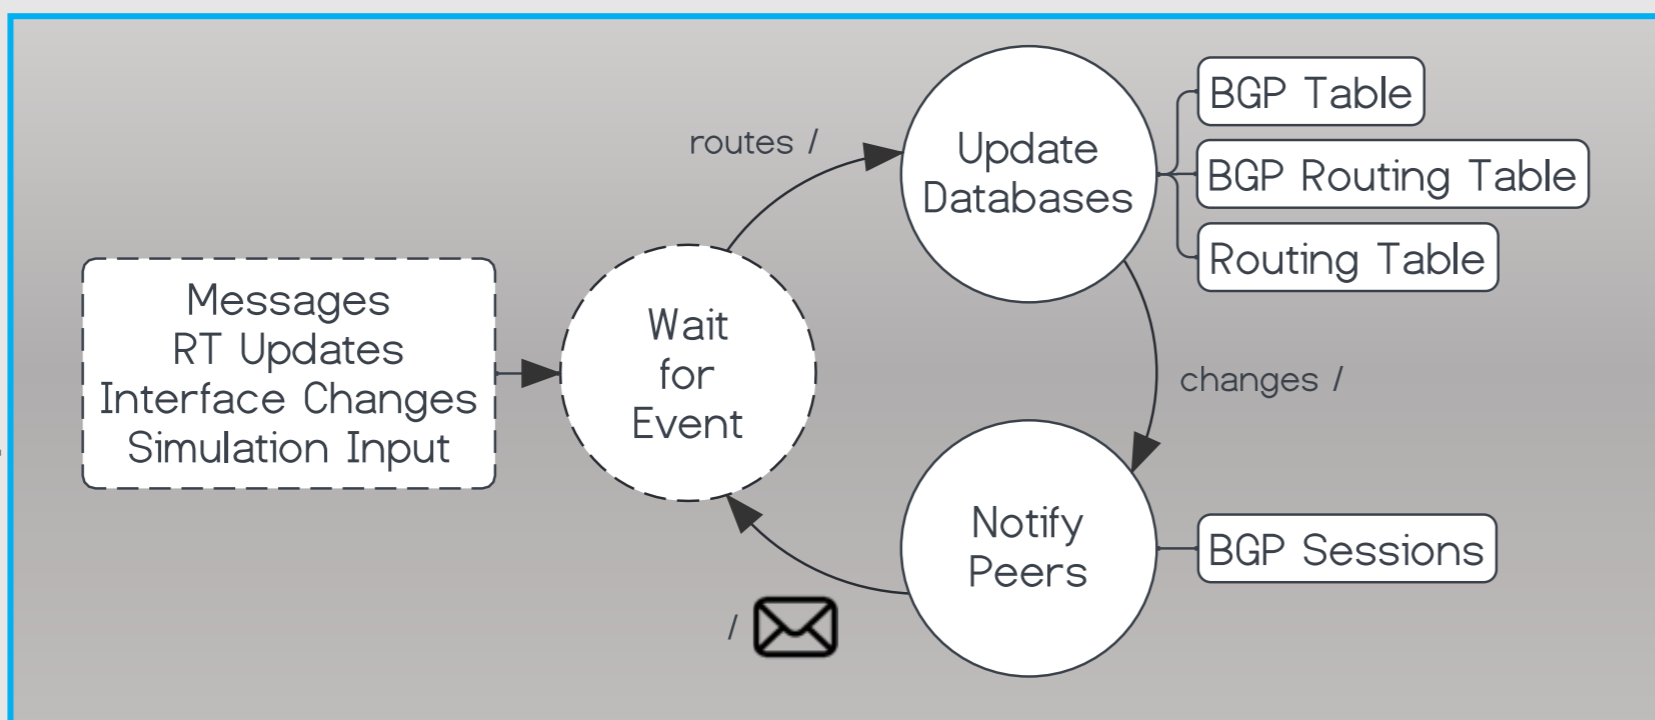 Messages
RT Updates
Interface Changes
Simulation Input
Wait
for
Event
routes /
Update
Databases
BGP Table
BGP Routing Table
Routing Table
changes /
Notify
Peers
BGP Sessions
/